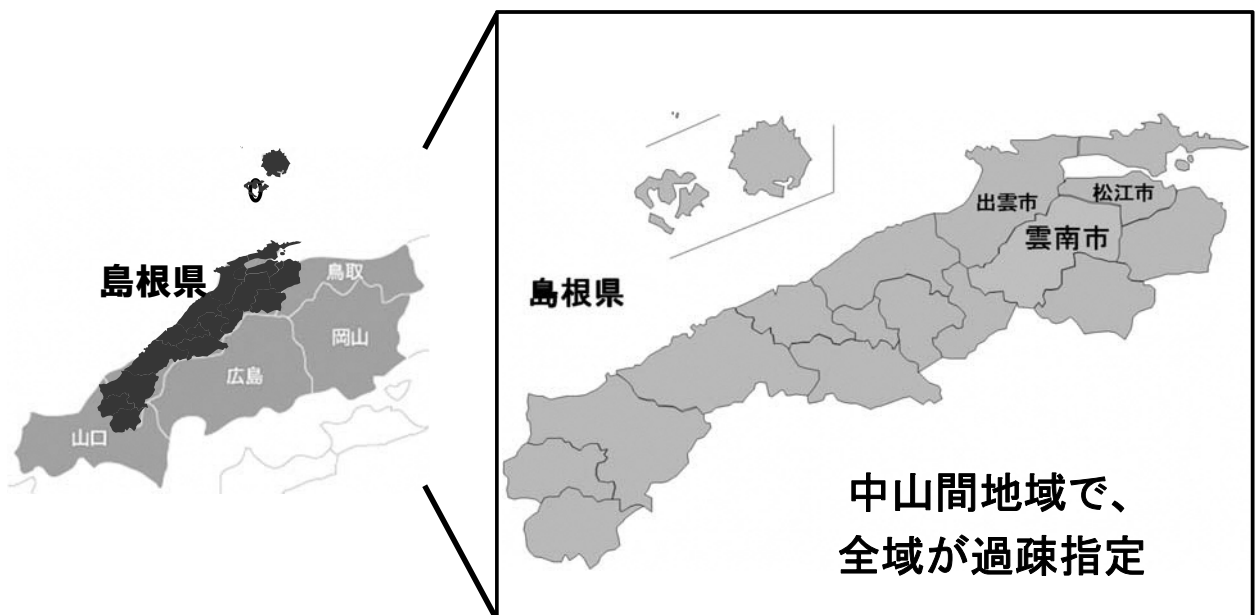 島根県
鳥取
岡山
広島
山口
出雲市
松江市
雲南市
島根県
中山間地域で、
全域が過疎指定